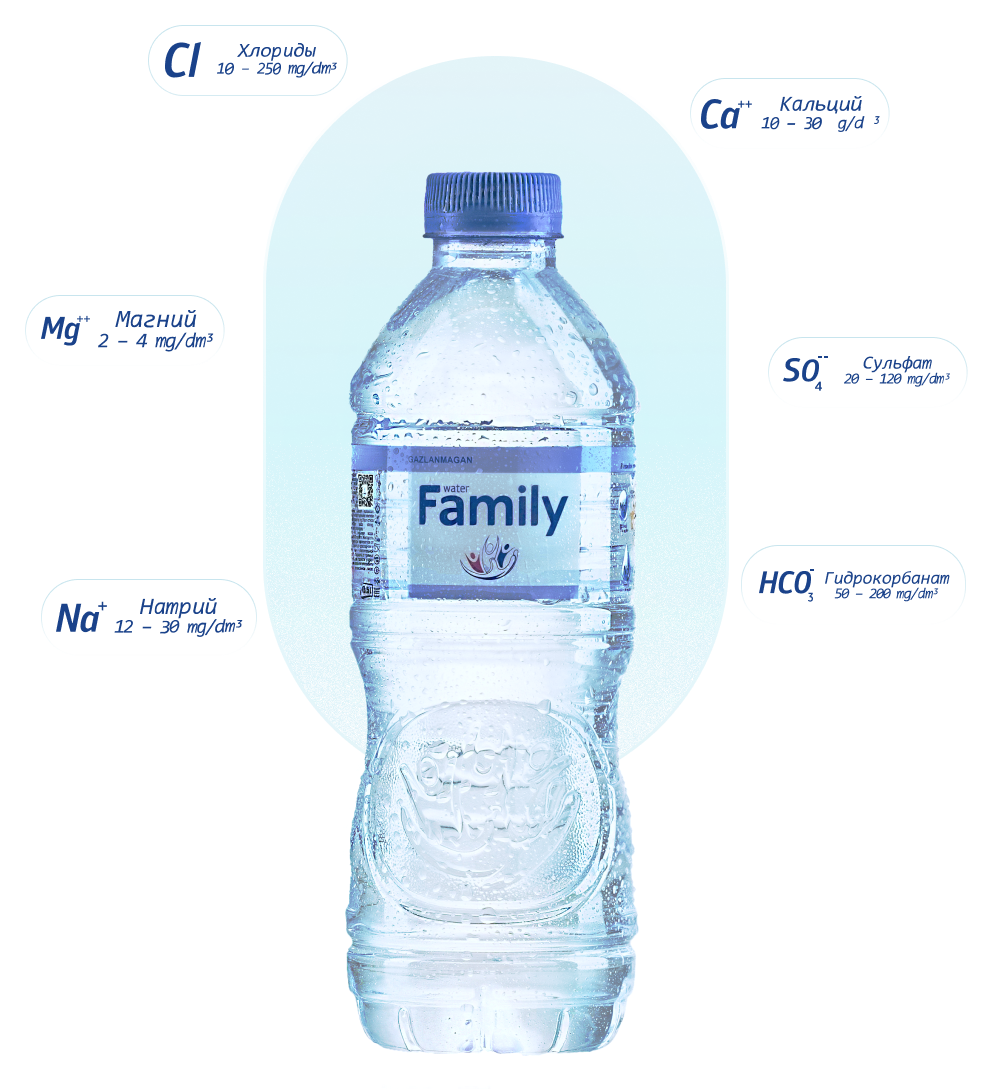 Cl Хлориды
10 – 250 mg/dm³
Ca⁺⁺ Кальций
10 – 30 g/d ³
Mg⁺⁺ Магний
2 – 4 mg/dm³
SO₄⁻⁻ Сульфат
20 – 120 mg/dm³
GAZLANMAGAN
water
Family
HCO₃⁻ Гидрокорбанат
50 – 200 mg/dm³
Na⁺ Натрий
12 – 30 mg/dm³